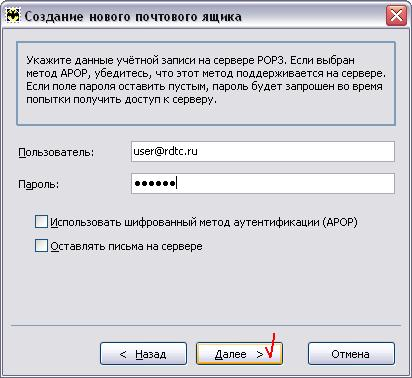 Создание нового почтового ящика
Укажите данные учётной записи на сервере POP3. Если выбран
метод APOP, убедитесь, что этот метод поддерживается на сервере.
Если поле пароля оставить пустым, пароль будет запрошен во время
попытки получить доступ к серверу.
Пользователь: user@rdtc.ru
Пароль: ••••••
Использовать шифрованный метод аутентификации (APOP)
Оставлять письма на сервере
< Назад Далее > Отмена